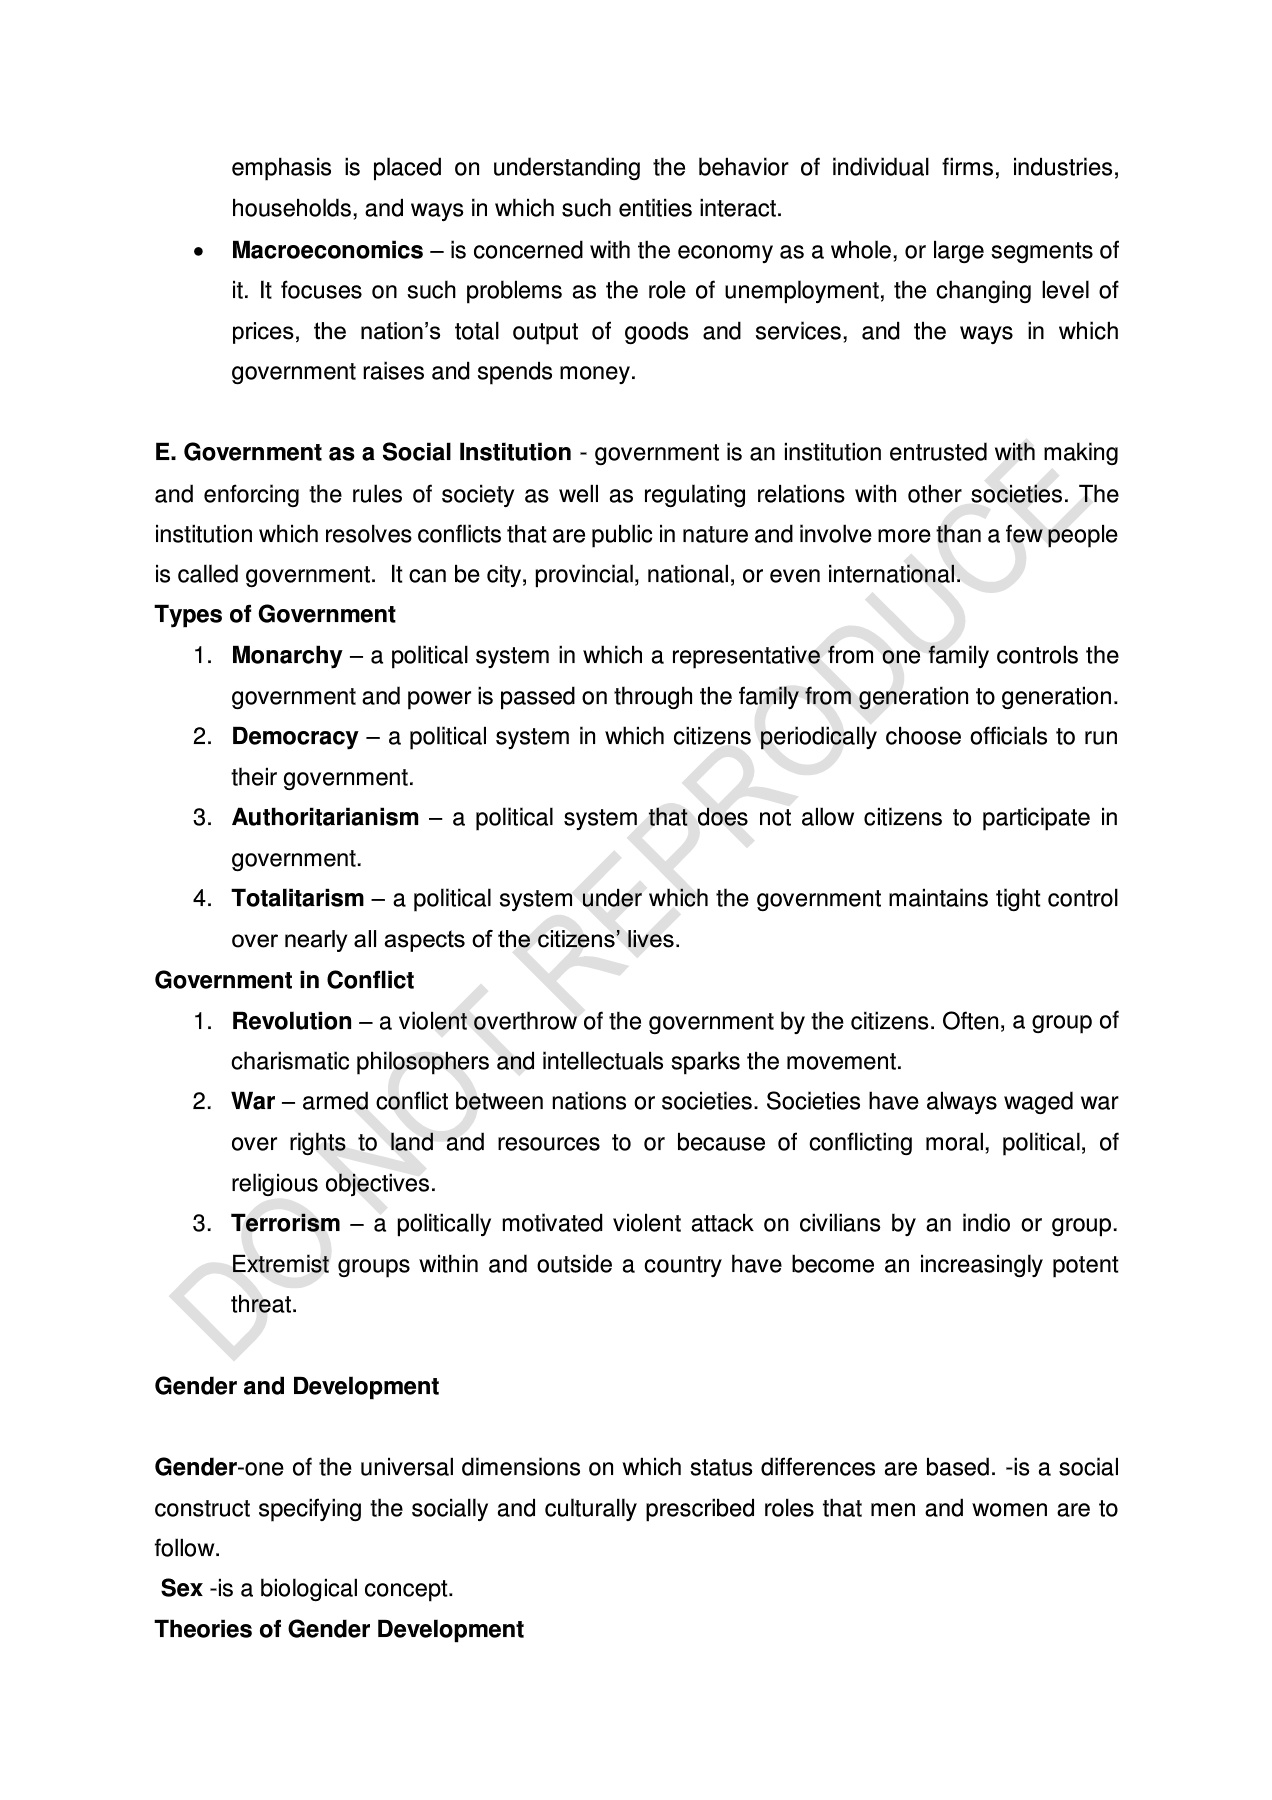 emphasis is placed on understanding the behavior of individual firms, industries,
households, and ways in which such entities interact.
• Macroeconomics – is concerned with the economy as a whole, or large segments of
it. It focuses on such problems as the role of unemployment, the changing level of
prices, the nation’s total output of goods and services, and the ways in which
government raises and spends money.
E. Government as a Social Institution - government is an institution entrusted with making
and enforcing the rules of society as well as regulating relations with other societies. The
institution which resolves conflicts that are public in nature and involve more than a few people
is called government. It can be city, provincial, national, or even international.
Types of Government
1. Monarchy – a political system in which a representative from one family controls the
government and power is passed on through the family from generation to generation.
2. Democracy – a political system in which citizens periodically choose officials to run
their government.
3. Authoritarianism – a political system that does not allow citizens to participate in
government.
4. Totalitarism – a political system under which the government maintains tight control
over nearly all aspects of the citizens’ lives.
Government in Conflict
1. Revolution – a violent overthrow of the government by the citizens. Often, a group of
charismatic philosophers and intellectuals sparks the movement.
2. War – armed conflict between nations or societies. Societies have always waged war
over rights to land and resources to or because of conflicting moral, political, of
religious objectives.
3. Terrorism – a politically motivated violent attack on civilians by an indio or group.
Extremist groups within and outside a country have become an increasingly potent
threat.
Gender and Development
Gender-one of the universal dimensions on which status differences are based. -is a social
construct specifying the socially and culturally prescribed roles that men and women are to
follow.
Sex -is a biological concept.
Theories of Gender Development
DO NOT REPRODUCE